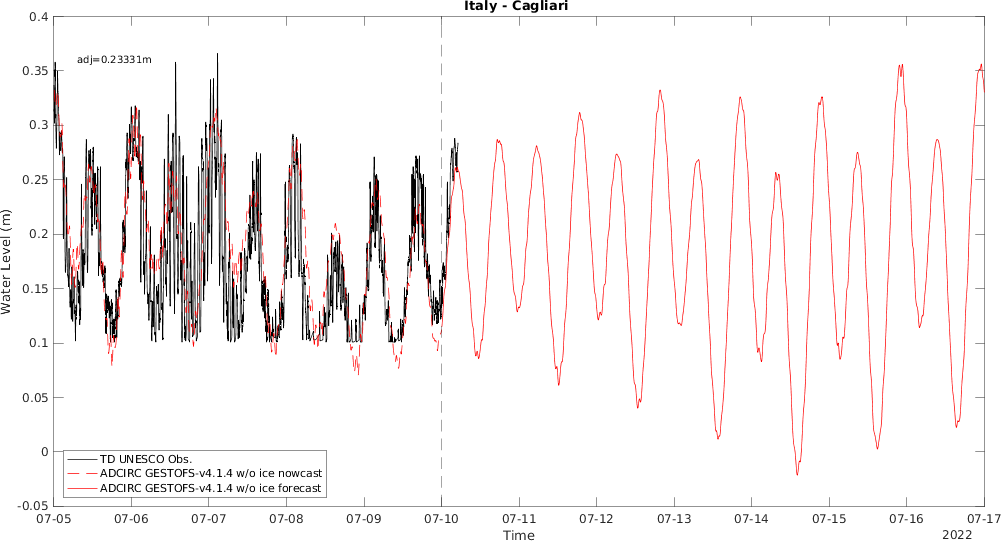 Italy - Cagliari
adj=0.23331m
0.4
0.35
0.3
0.25
0.2
0.15
0.1
0.05
0
-0.05
Water Level (m)
TD UNESCO Obs.
ADCIRC GESTOFS-v4.1.4 w/o ice nowcast
ADCIRC GESTOFS-v4.1.4 w/o ice forecast
07-05 07-06 07-07 07-08 07-09 07-10 07-11 07-12 07-13 07-14 07-15 07-16 07-17
Time
2022